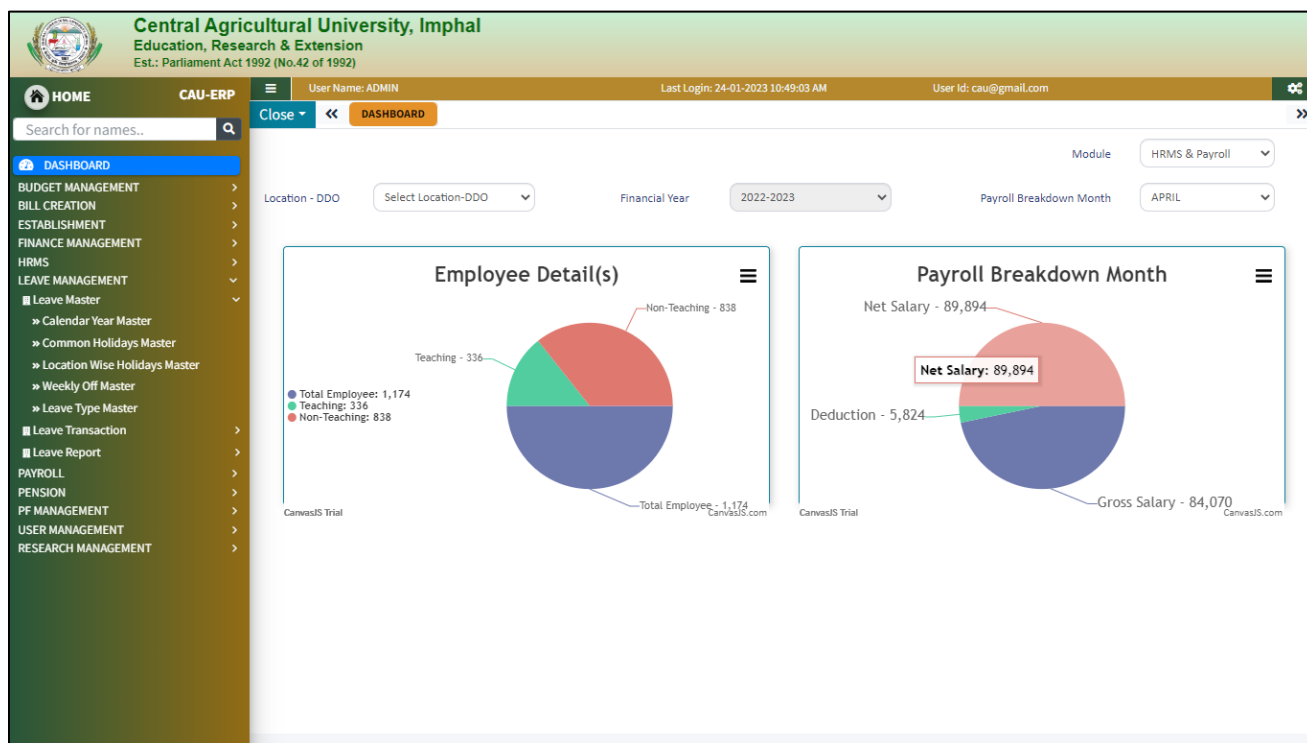 Central Agricultural University, Imphal
Education, Research & Extension
Est.: Parliament Act 1992 (No.42 of 1992)
HOME CAU-ERP
User Name: ADMIN Last Login: 24-01-2023 10:49:03 AM User Id: cau@gmail.com
Search for names..
Close « DASHBOARD »
DASHBOARD
BUDGET MANAGEMENT
BILL CREATION
ESTABLISHMENT
FINANCE MANAGEMENT
HRMS
LEAVE MANAGEMENT
Leave Master
» Calendar Year Master
» Common Holidays Master
» Location Wise Holidays Master
» Weekly Off Master
» Leave Type Master
Leave Transaction
Leave Report
PAYROLL
PENSION
PF MANAGEMENT
USER MANAGEMENT
RESEARCH MANAGEMENT
Module HRMS & Payroll
Location - DDO Select Location-DDO Financial Year 2022-2023 Payroll Breakdown Month APRIL
Employee Detail(s)
Non-Teaching - 838
Teaching - 336
Total Employee: 1,174
Teaching: 336
Non-Teaching: 838
Total Employee - 1,174
CanvasJS Trial CanvasJS.com
Payroll Breakdown Month
Net Salary - 89,894
Net Salary: 89,894
Deduction - 5,824
Gross Salary - 84,070
CanvasJS Trial CanvasJS.com